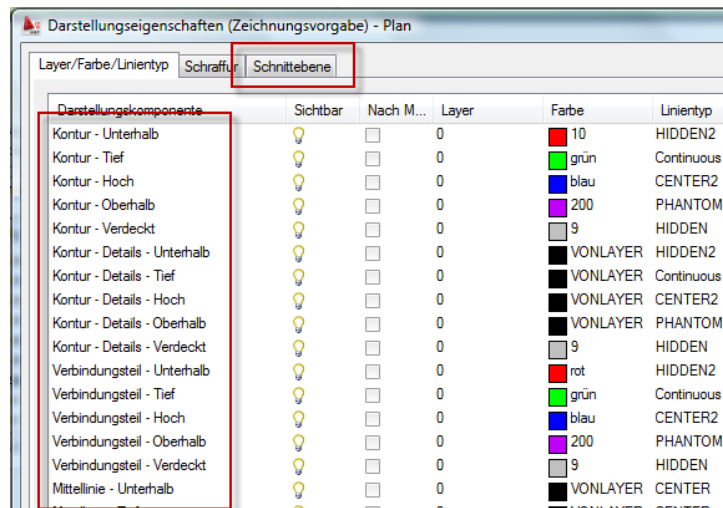 Darstellungseigenschaften (Zeichnungsvorgabe) - Plan
Layer/Farbe/Linientyp Schraffur Schnittebene
Darstellungskomponente Sichtbar Nach M... Layer Farbe Linientyp
Kontur - Unterhalb 0 10 HIDDEN2
Kontur - Tief 0 grün Continuous
Kontur - Hoch 0 blau CENTER2
Kontur - Oberhalb 0 200 PHANTOM
Kontur - Verdeckt 0 9 HIDDEN
Kontur - Details - Unterhalb 0 VONLAYER HIDDEN2
Kontur - Details - Tief 0 VONLAYER Continuous
Kontur - Details - Hoch 0 VONLAYER CENTER2
Kontur - Details - Oberhalb 0 VONLAYER PHANTOM
Kontur - Details - Verdeckt 0 9 HIDDEN
Verbindungsteil - Unterhalb 0 rot HIDDEN2
Verbindungsteil - Tief 0 grün Continuous
Verbindungsteil - Hoch 0 blau CENTER2
Verbindungsteil - Oberhalb 0 200 PHANTOM
Verbindungsteil - Verdeckt 0 9 HIDDEN
Mittellinie - Unterhalb 0 VONLAYER CENTER